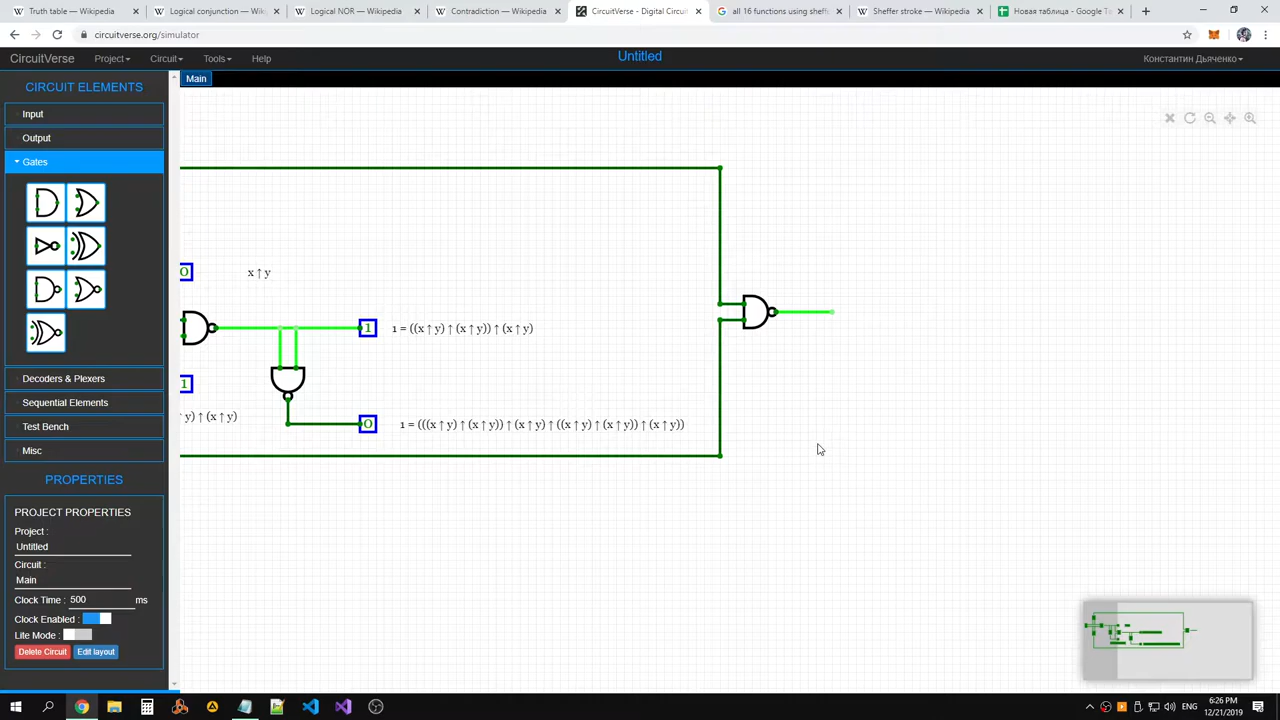 Truth table — Wikipedia
Logical conjunction — Wikip
Logical NOR — Wikipedia
Contradiction — Wikipedia
CircuitVerse - Digital Circuit
all 16 functions using sheffe
Sheffer stroke — Wikipedia
Новая таблица - Google Та
circuitverse.org/simulator
CircuitVerse
Project
Circuit
Tools
Help
Untitled
Константин Дьяченко
Main
CIRCUIT ELEMENTS
Input
Output
Gates
Decoders & Plexers
Sequential Elements
Test Bench
Misc
PROPERTIES
PROJECT PROPERTIES
Project :
Untitled
Circuit :
Main
Clock Time : 500 ms
Clock Enabled :
Lite Mode :
Delete Circuit Edit layout
0 x ↑ y
1 1 = ((x ↑ y) ↑ (x ↑ y)) ↑ (x ↑ y)
1
y) ↑ (x ↑ y)
0 1 = (((x ↑ y) ↑ (x ↑ y)) ↑ (x ↑ y) ↑ ((x ↑ y) ↑ (x ↑ y)) ↑ (x ↑ y))
ENG
6:26 PM
12/21/2019